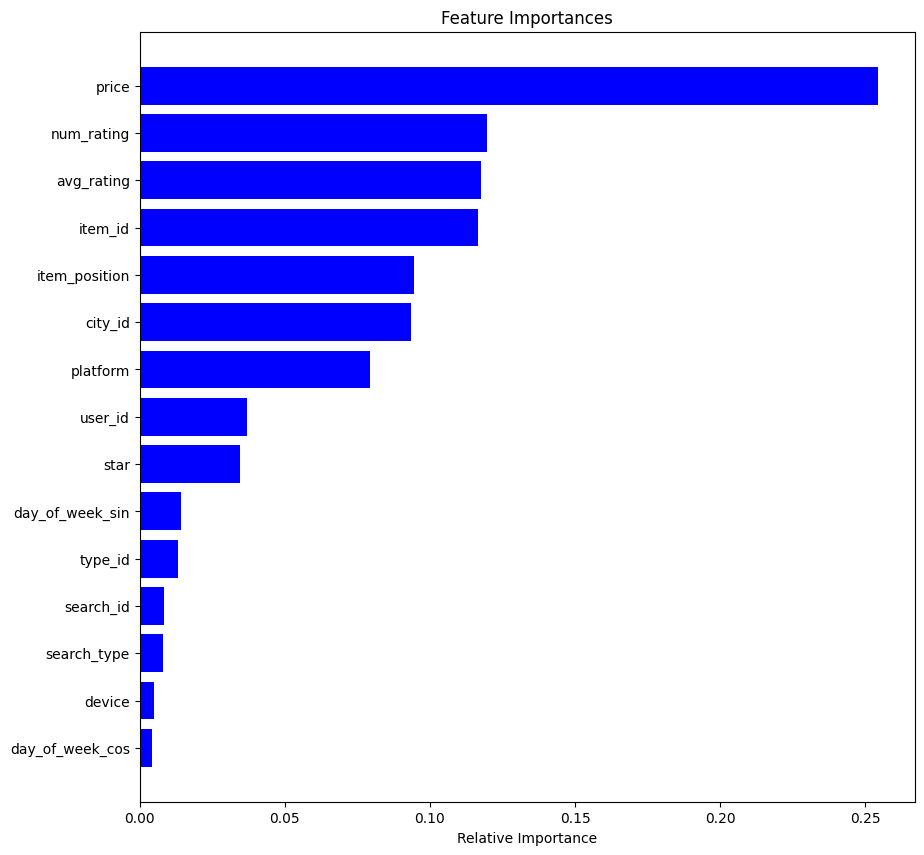 Feature Importances
price
num_rating
avg_rating
item_id
item_position
city_id
platform
user_id
star
day_of_week_sin
type_id
search_id
search_type
device
day_of_week_cos
0.00 0.05 0.10 0.15 0.20 0.25
Relative Importance